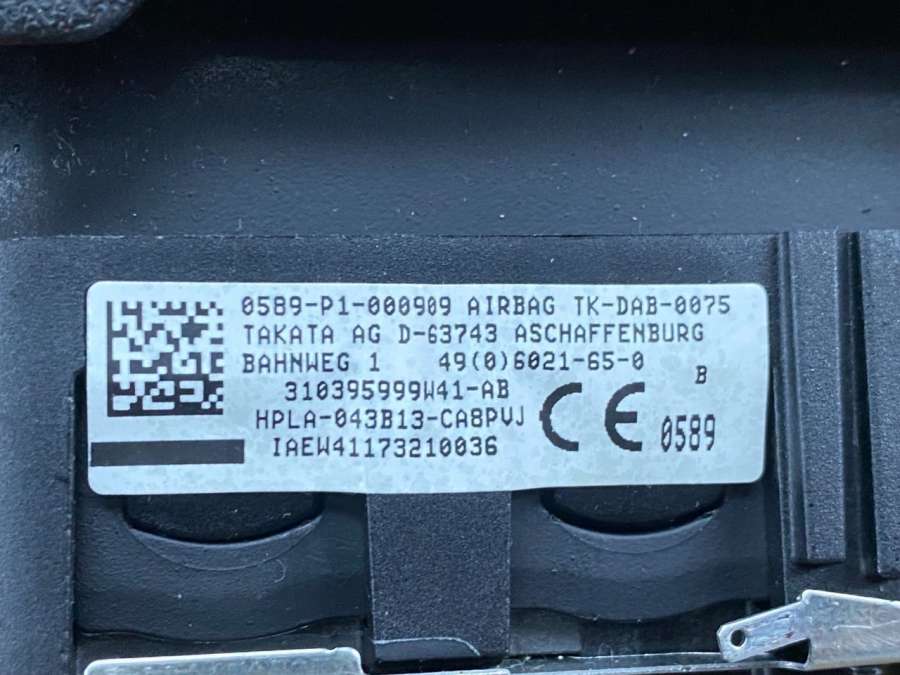 0589-P1-000909 AIRBAG TK-DAB-0075
TAKATA AG D-63743 ASCHAFFENBURG
BAHNWEG 1 49(0)6021-65-0
B
310395999W41-AB
HPLA-043B13-CA8PVJ
CE 0589
IAEW41173210036